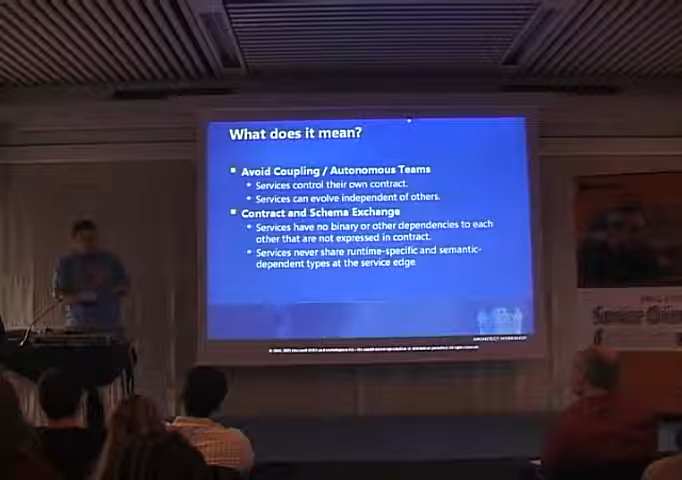 What does it mean?
Avoid Coupling / Autonomous Teams
Services control their own contract.
Services can evolve independent of others.
Contract and Schema Exchange
Services have no binary or other dependencies to each
other that are not expressed in contract.
Services never share runtime-specific and semantic-
dependent types at the service edge
ARCHITECT WORKSHOP